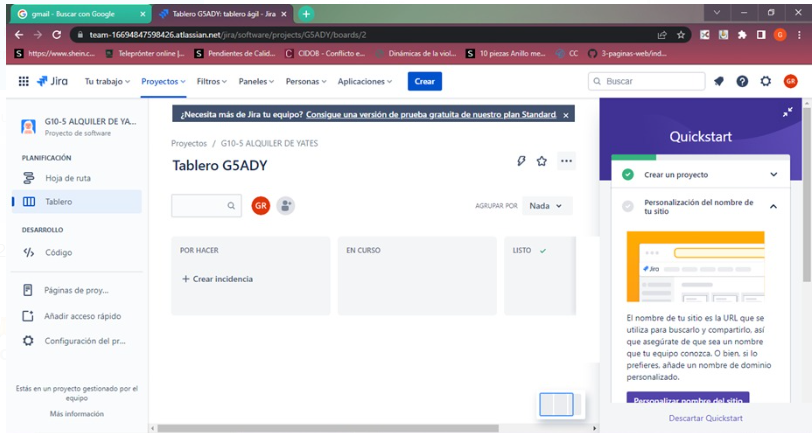 gmail - Buscar con Google
Tablero G5ADY: tablero ágil - Jira
team-16694847598426.atlassian.net/jira/software/projects/G5ADY/boards/2
https://www.shein.c...
Teleprónter online |...
Pendientes de Calid...
CIDOB - Conflicto e...
Dinámicas de la viol...
10 piezas Anillo me...
CC
3-paginas-web/ind...
Jira
Tu trabajo
Proyectos
Filtros
Paneles
Personas
Aplicaciones
Crear
Buscar
GR
G10-5 ALQUILER DE YA...
Proyecto de software
PLANIFICACIÓN
Hoja de ruta
Tablero
DESARROLLO
Código
Páginas de proy...
Añadir acceso rápido
Configuración del pr...
Estás en un proyecto gestionado por el
equipo
Más información
¿Necesita más de Jira tu equipo? Consigue una versión de prueba gratuita de nuestro plan Standard.
Proyectos / G10-5 ALQUILER DE YATES
Tablero G5ADY
GR
AGRUPAR POR
Nada
POR HACER
+ Crear incidencia
EN CURSO
LISTO
Quickstart
Crear un proyecto
Personalización del nombre de
tu sitio
Jira
El nombre de tu sitio es la URL que se
utiliza para buscarlo y compartirlo, así
que asegúrate de que sea un nombre
que tu equipo conozca. O bien, si lo
prefieres, añade un nombre de dominio
personalizado.
Personalizar nombre del sitio
Descartar Quickstart